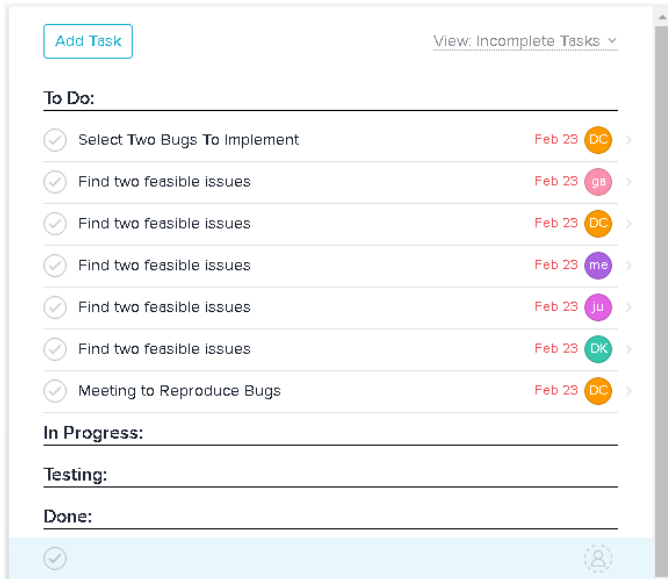 Add Task
View: Incomplete Tasks
To Do:
Select Two Bugs To Implement Feb 23 DC
Find two feasible issues Feb 23 ga
Find two feasible issues Feb 23 DC
Find two feasible issues Feb 23 me
Find two feasible issues Feb 23 ju
Find two feasible issues Feb 23 DK
Meeting to Reproduce Bugs Feb 23 DC
In Progress:
Testing:
Done: